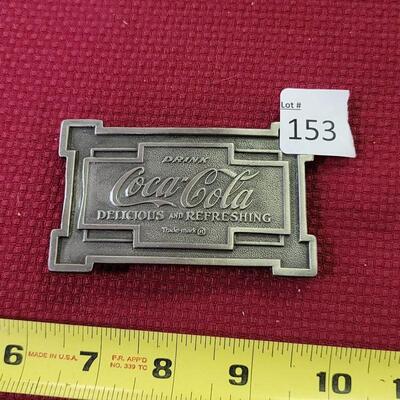 Lot #
153
DRINK
Coca-Cola
DELICIOUS AND REFRESHING
Trade-mark ®
6 MADE IN U.S.A. 7 P.R. APP'D 8 9 10 11
NO. 339 TC